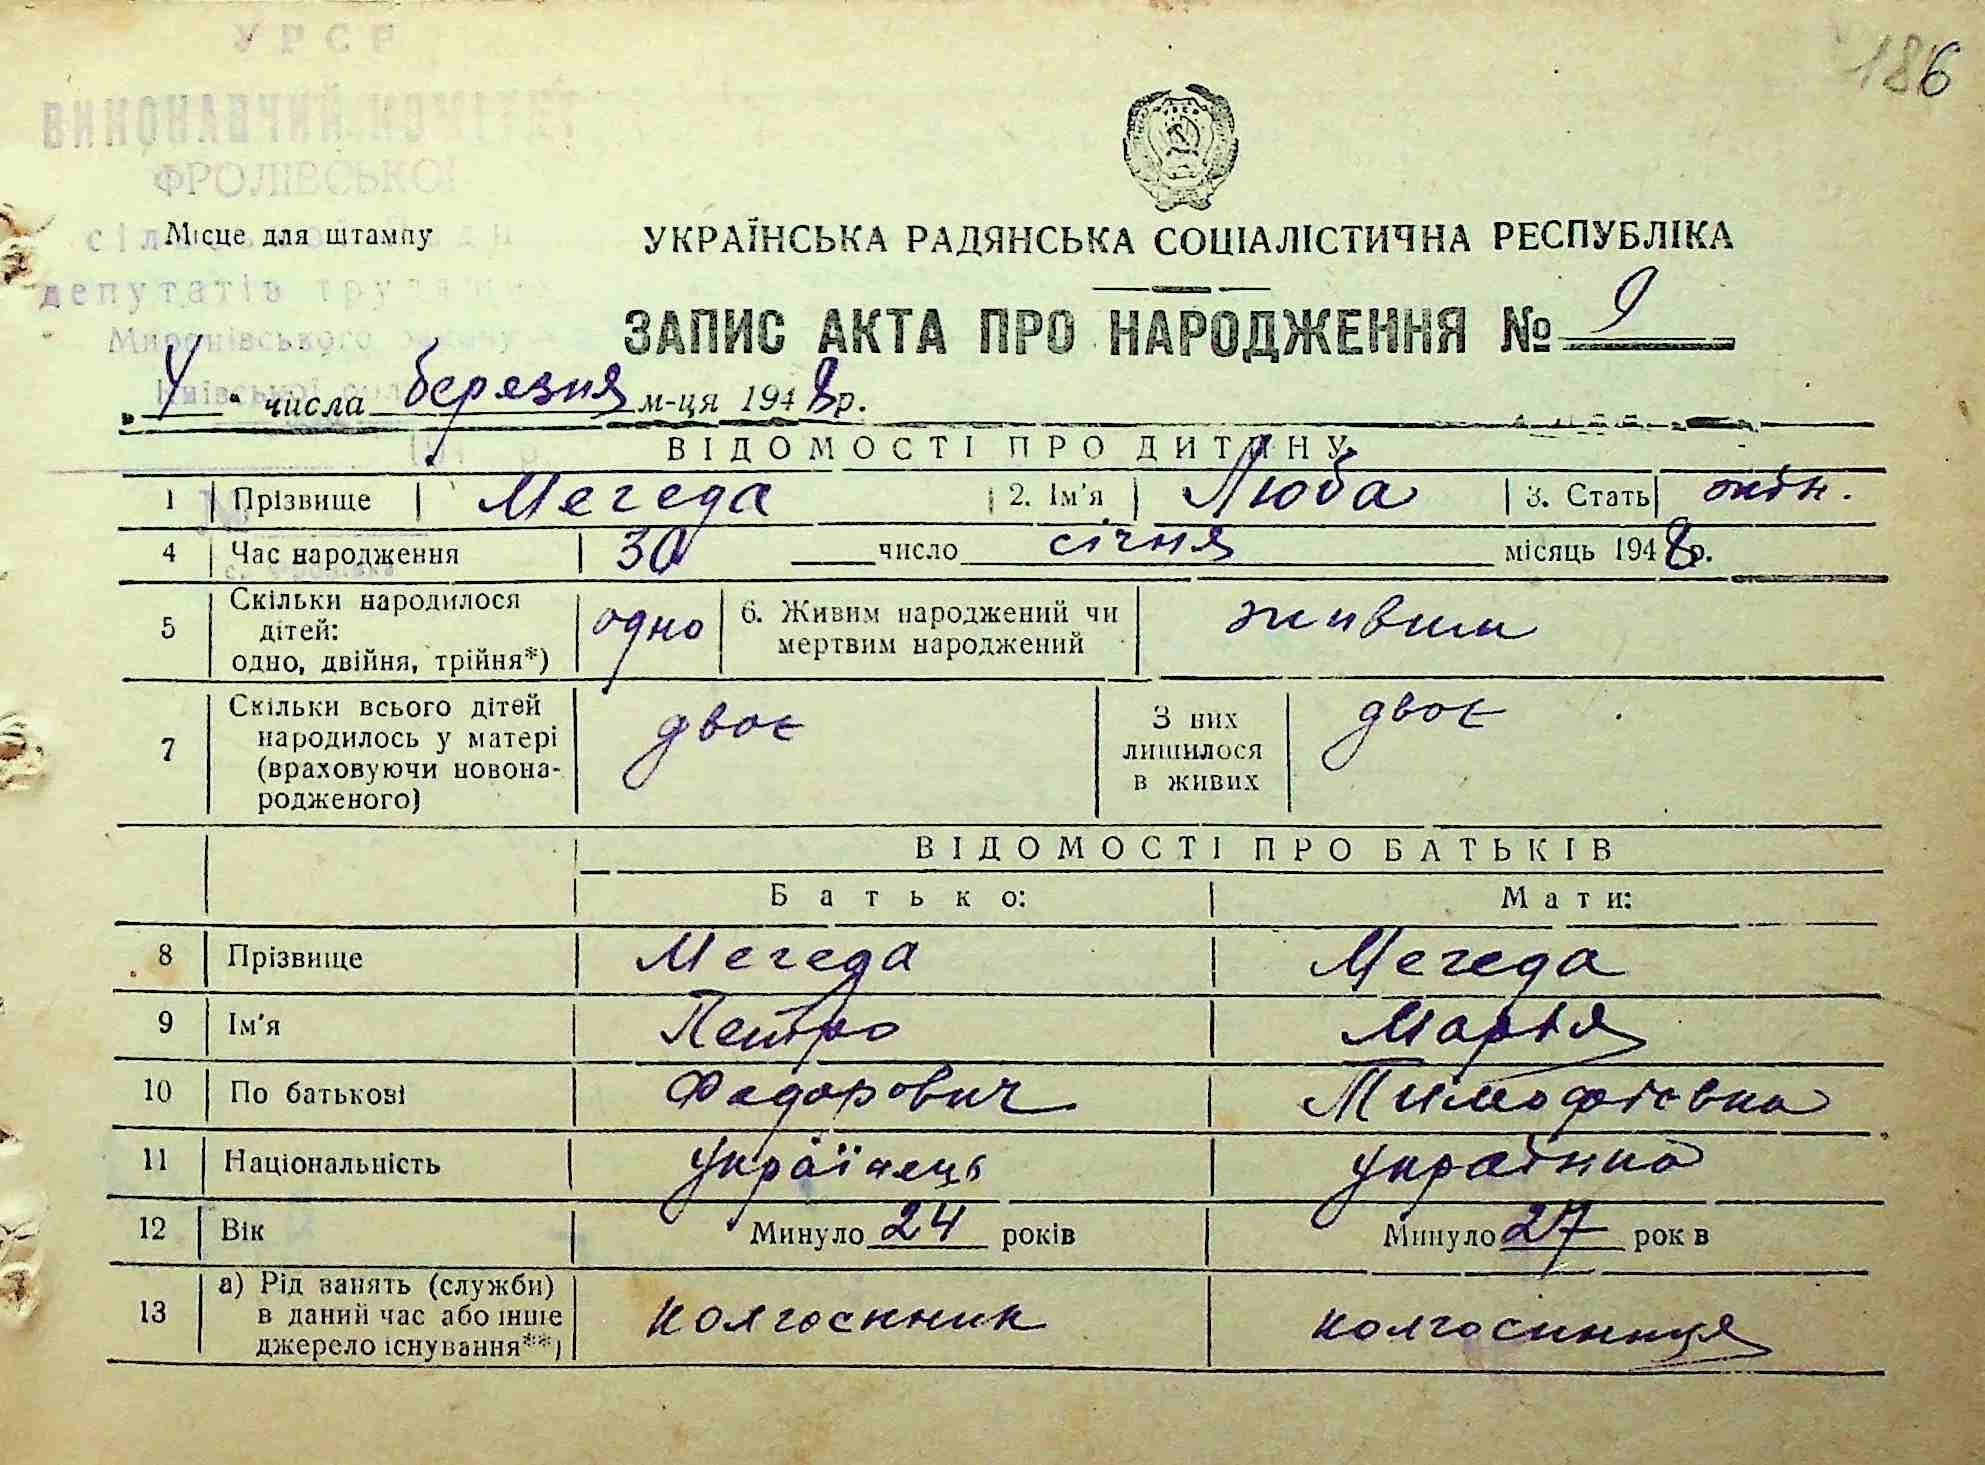 186
УРСР
ВИКОНАВЧИЙ КОМІТЕТ
ФРОЛІВСЬКОЇ
Місце для штампу
депутатів трудящих
Миронівського району
Київської
УКРАЇНСЬКА РАДЯНСЬКА СОЦІАЛІСТИЧНА РЕСПУБЛІКА
ЗАПИС АКТА ПРО НАРОДЖЕННЯ № 9
„4" числа березня м-ця 1948 р.
ВІДОМОСТІ ПРО ДИТИНУ
1 Прізвище Мегеда 2. Ім'я Люба 3. Стать жін.
4 Час народження 30 число січня місяць 1948 р.
5 Скільки народилося дітей: одно, двійня, трійня*) одно 6. Живим народжений чи мертвим народжений живим
7 Скільки всього дітей народилось у матері (враховуючи новонародженого) двоє З них лишилося в живих двоє
ВІДОМОСТІ ПРО БАТЬКІВ
Батько: Мати:
8 Прізвище Мегеда Мегеда
9 Ім'я Петро Марія
10 По батькові Федорович Тимофієвна
11 Національність українець українка
12 Вік Минуло 24 років Минуло 27 рок в
13 а) Рід занять (служби) в даний час або інше джерело існування**) колгоспник колгоспниця